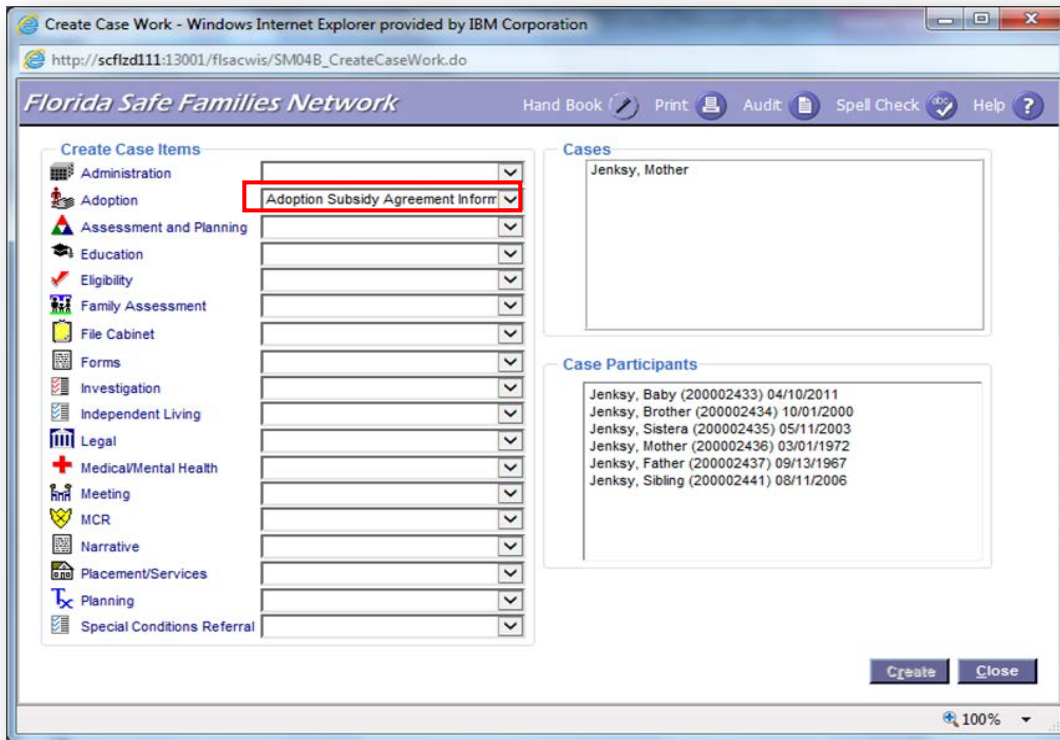 Create Case Work - Windows Internet Explorer provided by IBM Corporation
http://scflzd111:13001/flsacwis/SM04B_CreateCaseWork.do
Florida Safe Families Network
Hand Book Print Audit Spell Check abc Help ?
Create Case Items
Administration
Adoption Adoption Subsidy Agreement Inform
Assessment and Planning
Education
Eligibility
Family Assessment
File Cabinet
Forms
Investigation
Independent Living
Legal
Medical/Mental Health
Meeting
MCR
Narrative
Placement/Services
Tx Planning
Special Conditions Referral
Cases
Jenksy, Mother
Case Participants
Jenksy, Baby (200002433) 04/10/2011
Jenksy, Brother (200002434) 10/01/2000
Jenksy, Sistera (200002435) 05/11/2003
Jenksy, Mother (200002436) 03/01/1972
Jenksy, Father (200002437) 09/13/1967
Jenksy, Sibling (200002441) 08/11/2006
Create Close
100%